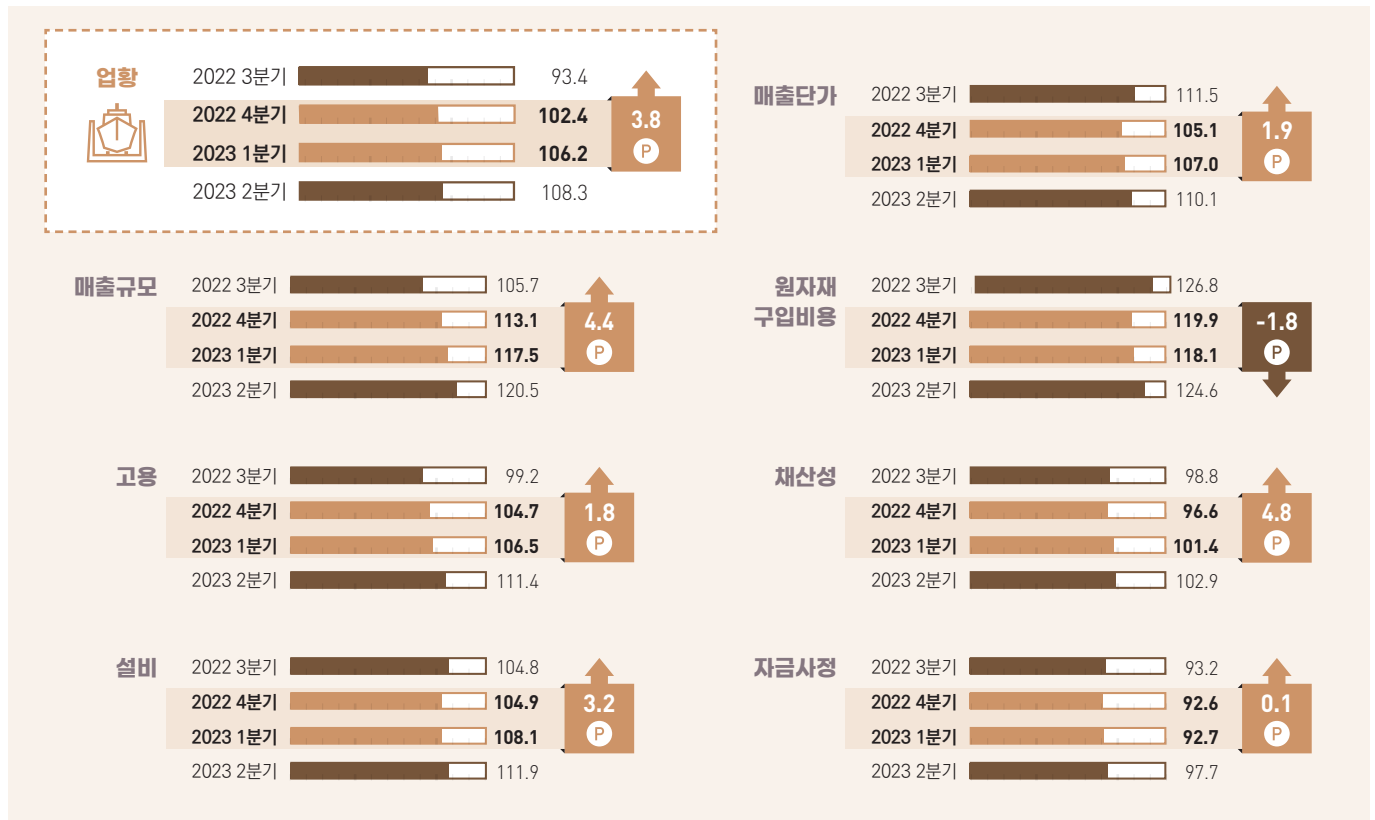 업황
2022 3분기 93.4
2022 4분기 102.4
2023 1분기 106.2
2023 2분기 108.3
3.8
P
매출단가
2022 3분기 111.5
2022 4분기 105.1
2023 1분기 107.0
2023 2분기 110.1
1.9
P
매출규모
2022 3분기 105.7
2022 4분기 113.1
2023 1분기 117.5
2023 2분기 120.5
4.4
P
원자재
구입비용
2022 3분기 126.8
2022 4분기 119.9
2023 1분기 118.1
2023 2분기 124.6
-1.8
P
고용
2022 3분기 99.2
2022 4분기 104.7
2023 1분기 106.5
2023 2분기 111.4
1.8
P
채산성
2022 3분기 98.8
2022 4분기 96.6
2023 1분기 101.4
2023 2분기 102.9
4.8
P
설비
2022 3분기 104.8
2022 4분기 104.9
2023 1분기 108.1
2023 2분기 111.9
3.2
P
자금사정
2022 3분기 93.2
2022 4분기 92.6
2023 1분기 92.7
2023 2분기 97.7
0.1
P